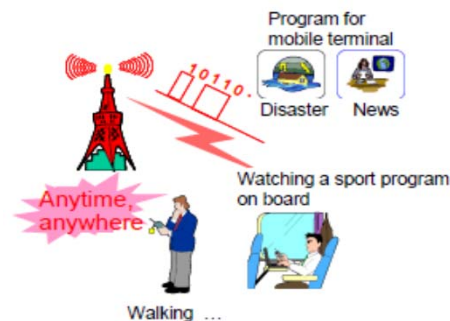 Program for
mobile terminal
10110.
Disaster
News
Watching a sport program
on board
Anytime,
anywhere
Walking ...